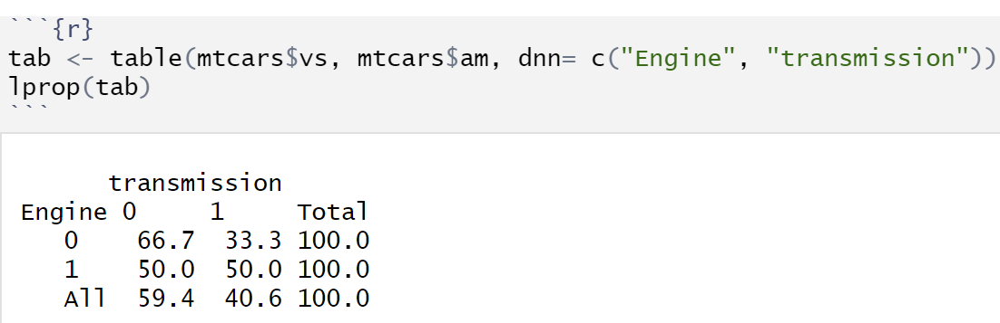 ```{r}
tab <- table(mtcars$vs, mtcars$am, dnn= c("Engine", "transmission"))
lprop(tab)
```
transmission
Engine 0 1 Total
0 66.7 33.3 100.0
1 50.0 50.0 100.0
All 59.4 40.6 100.0